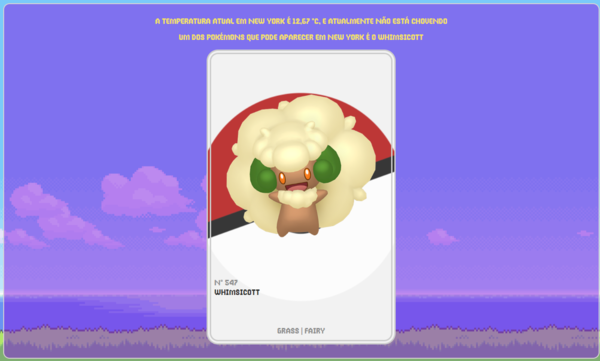 A TEMPERATURA ATUAL EM NEW YORK É 12,67 °C, E ATUALMENTE NÃO ESTÁ CHOVENDO
UM DOS POKÉMONS QUE PODE APARECER EM NEW YORK É O WHIMSICOTT
N° 547
WHIMSICOTT
GRASS | FAIRY